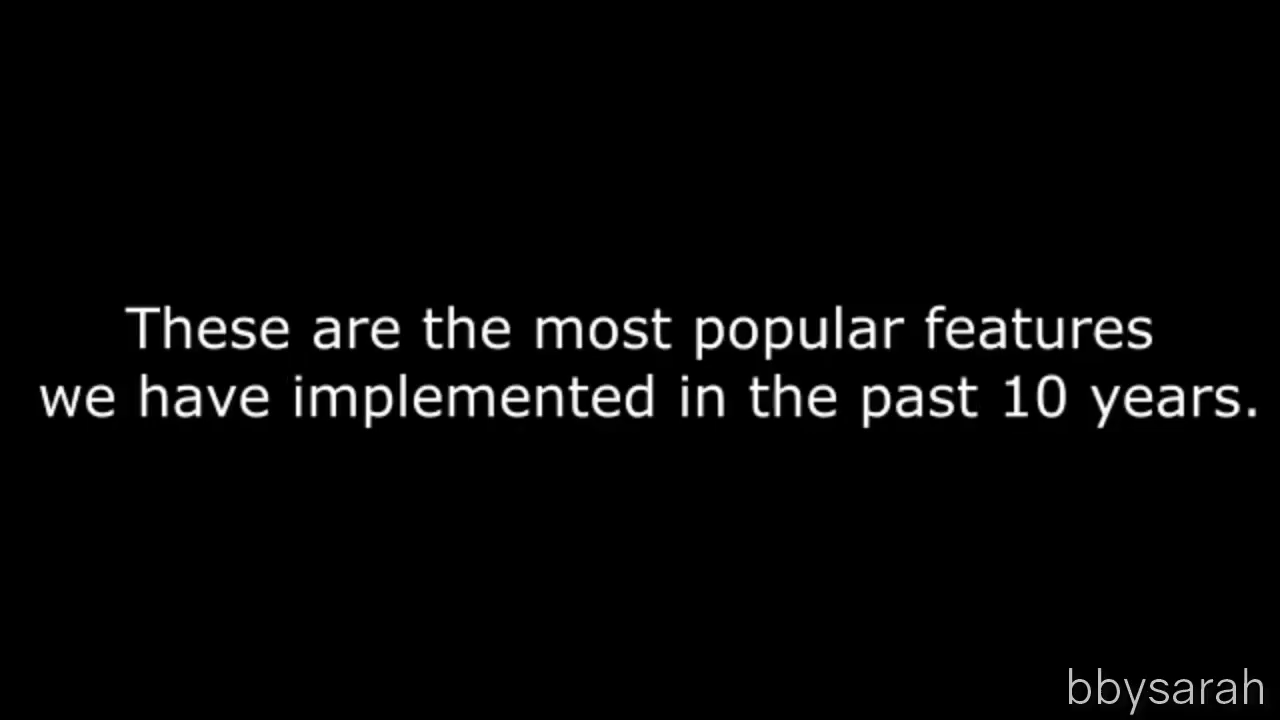 These are the most popular features
we have implemented in the past 10 years.
bbysarah